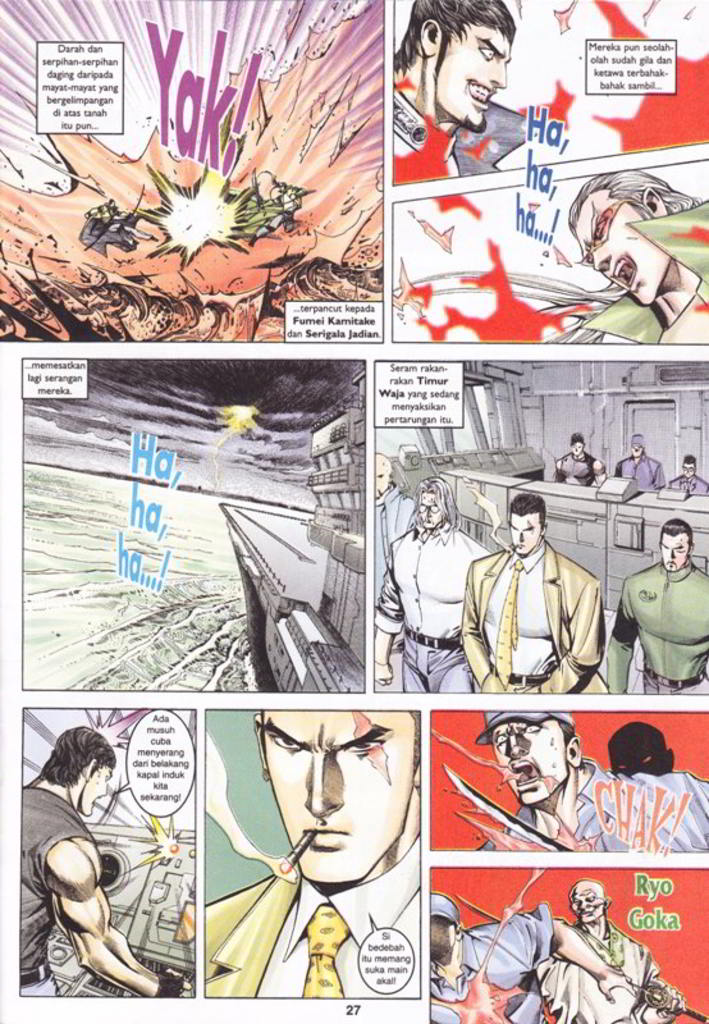 Darah dan
serpihan-serpihan
daging daripada
mayat-mayat yang
bergelimpangan
di atas tanah
itu pun...
Yak!
...terpancut kepada
Fumei Kamitake
dan Serigala Jadian.
Mereka pun seolah-
olah sudah gila dan
ketawa terbahak-
bahak sambil...
Ha,
ha,
ha....!
...memesatkan
lagi serangan
mereka.
Ha,
ha,
ha....!
Seram rakan-
rakan Timur
Waja yang sedang
menyaksikan
pertarungan itu.
Ada
musuh
cuba
menyerang
dari belakang
kapal induk
kita
sekarang!
Si
bedebah
itu memang
suka main
akal!
CHAK!
Ryo
Goka
27